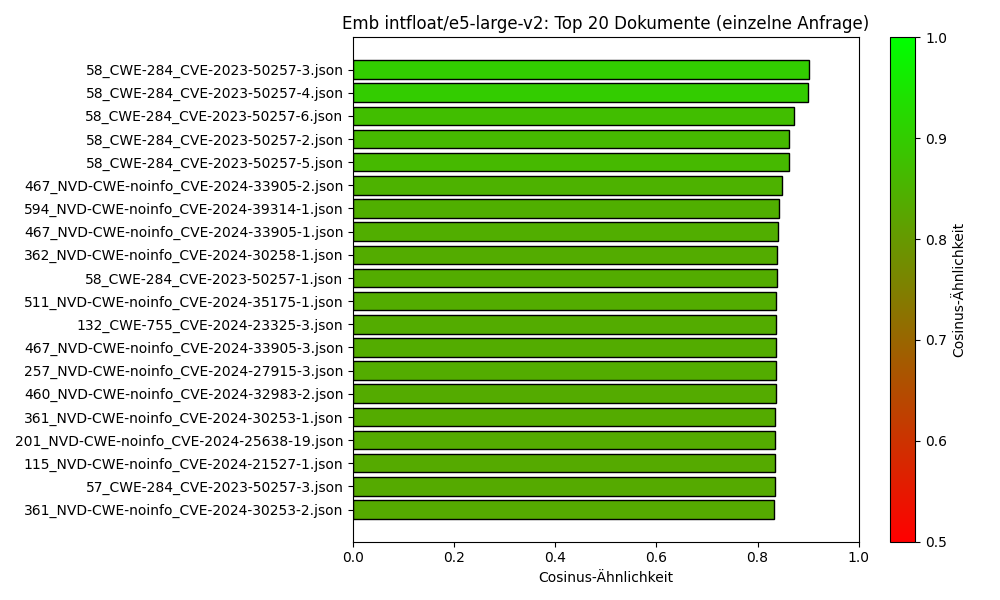 Emb intfloat/e5-large-v2: Top 20 Dokumente (einzelne Anfrage)
58_CWE-284_CVE-2023-50257-3.json
58_CWE-284_CVE-2023-50257-4.json
58_CWE-284_CVE-2023-50257-6.json
58_CWE-284_CVE-2023-50257-2.json
58_CWE-284_CVE-2023-50257-5.json
467_NVD-CWE-noinfo_CVE-2024-33905-2.json
594_NVD-CWE-noinfo_CVE-2024-39314-1.json
467_NVD-CWE-noinfo_CVE-2024-33905-1.json
362_NVD-CWE-noinfo_CVE-2024-30258-1.json
58_CWE-284_CVE-2023-50257-1.json
511_NVD-CWE-noinfo_CVE-2024-35175-1.json
132_CWE-755_CVE-2024-23325-3.json
467_NVD-CWE-noinfo_CVE-2024-33905-3.json
257_NVD-CWE-noinfo_CVE-2024-27915-3.json
460_NVD-CWE-noinfo_CVE-2024-32983-2.json
361_NVD-CWE-noinfo_CVE-2024-30253-1.json
201_NVD-CWE-noinfo_CVE-2024-25638-19.json
115_NVD-CWE-noinfo_CVE-2024-21527-1.json
57_CWE-284_CVE-2023-50257-3.json
361_NVD-CWE-noinfo_CVE-2024-30253-2.json
0.0 0.2 0.4 0.6 0.8 1.0
Cosinus-Ähnlichkeit
1.0
0.9
0.8
0.7
0.6
0.5
Cosinus-Ähnlichkeit